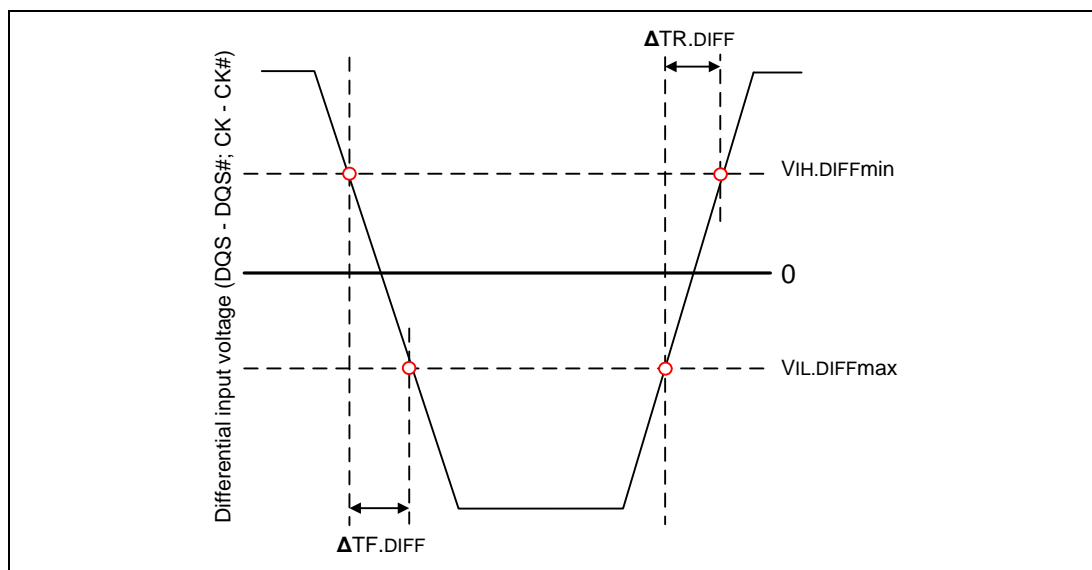 ΔTR.DIFF
Differential input voltage (DQS - DQS#; CK - CK#)
VIH.DIFFmin
0
VIL.DIFFmax
ΔTF.DIFF